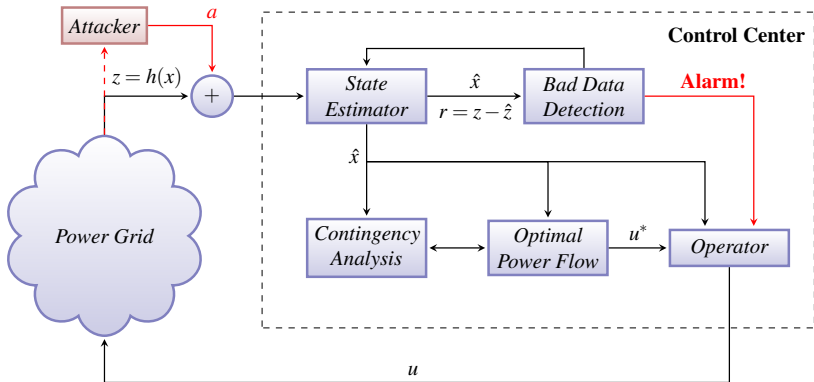 Attacker
a
Control Center
z = h(x)
+
State
Estimator
x̂
r = z − ẑ
Bad Data
Detection
Alarm!
x̂
Power Grid
Contingency
Analysis
Optimal
Power Flow
u*
Operator
u